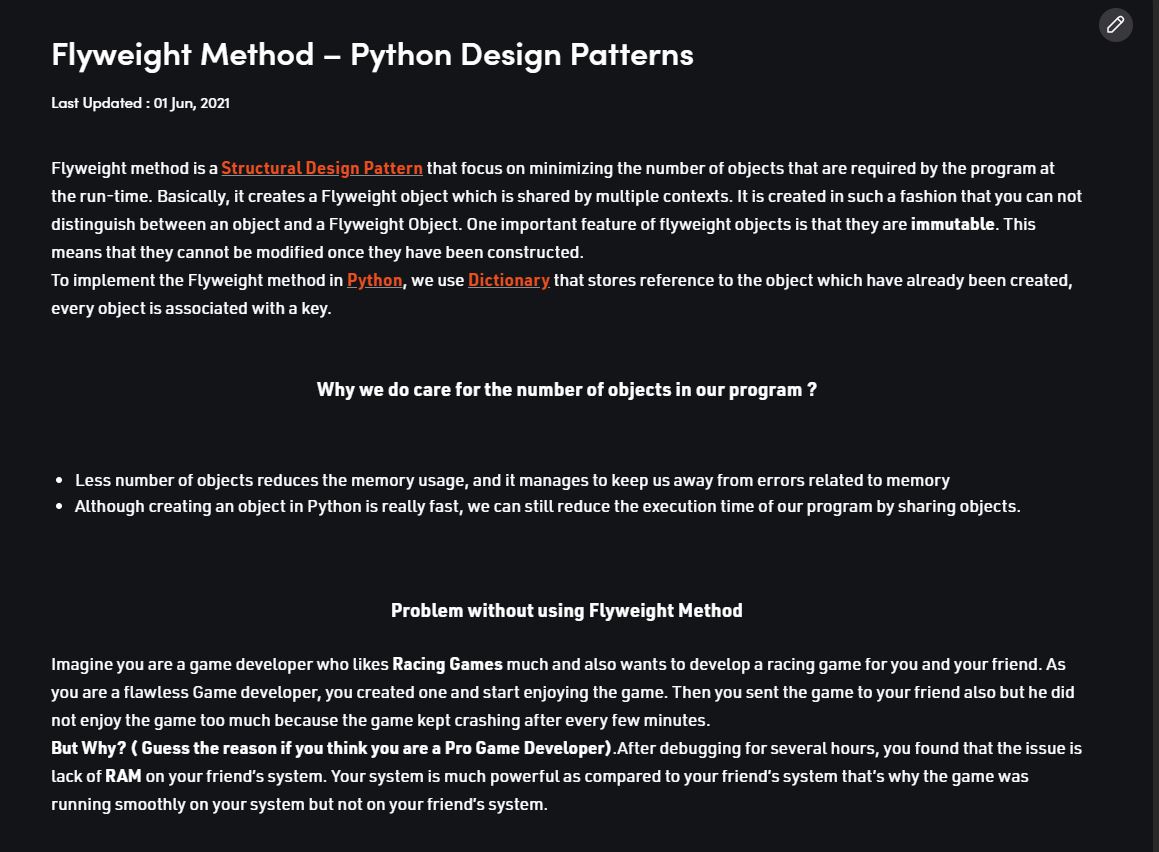 Flyweight Method – Python Design Patterns
Last Updated : 01 Jun, 2021
Flyweight method is a Structural Design Pattern that focus on minimizing the number of objects that are required by the program at
the run-time. Basically, it creates a Flyweight object which is shared by multiple contexts. It is created in such a fashion that you can not
distinguish between an object and a Flyweight Object. One important feature of flyweight objects is that they are immutable. This
means that they cannot be modified once they have been constructed.
To implement the Flyweight method in Python, we use Dictionary that stores reference to the object which have already been created,
every object is associated with a key.
Why we do care for the number of objects in our program ?
• Less number of objects reduces the memory usage, and it manages to keep us away from errors related to memory
• Although creating an object in Python is really fast, we can still reduce the execution time of our program by sharing objects.
Problem without using Flyweight Method
Imagine you are a game developer who likes Racing Games much and also wants to develop a racing game for you and your friend. As
you are a flawless Game developer, you created one and start enjoying the game. Then you sent the game to your friend also but he did
not enjoy the game too much because the game kept crashing after every few minutes.
But Why? ( Guess the reason if you think you are a Pro Game Developer).After debugging for several hours, you found that the issue is
lack of RAM on your friend's system. Your system is much powerful as compared to your friend's system that's why the game was
running smoothly on your system but not on your friend's system.